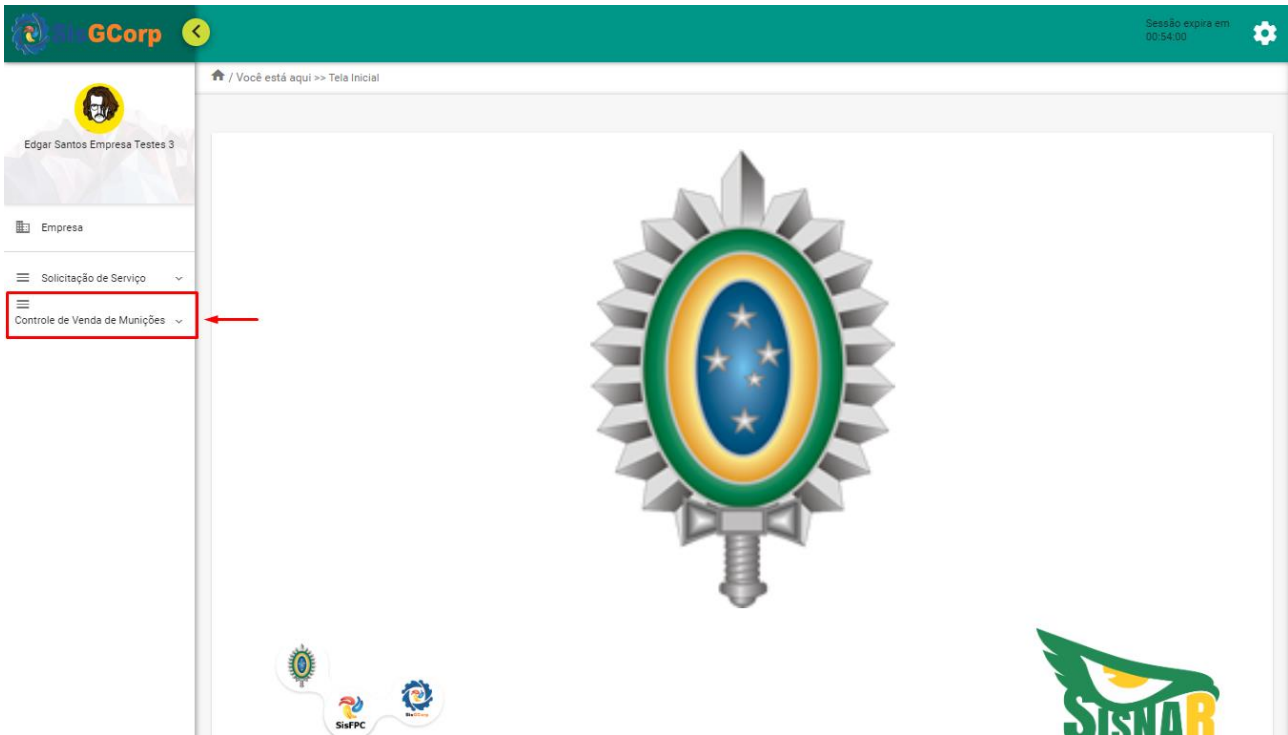 SisGCorp
Sessão expira em
00:54:00
/ Você está aqui >> Tela Inicial
Edgar Santos Empresa Testes 3
Empresa
Solicitação de Serviço
Controle de Venda de Munições
SisFPC
SisGCorp
SISNAR